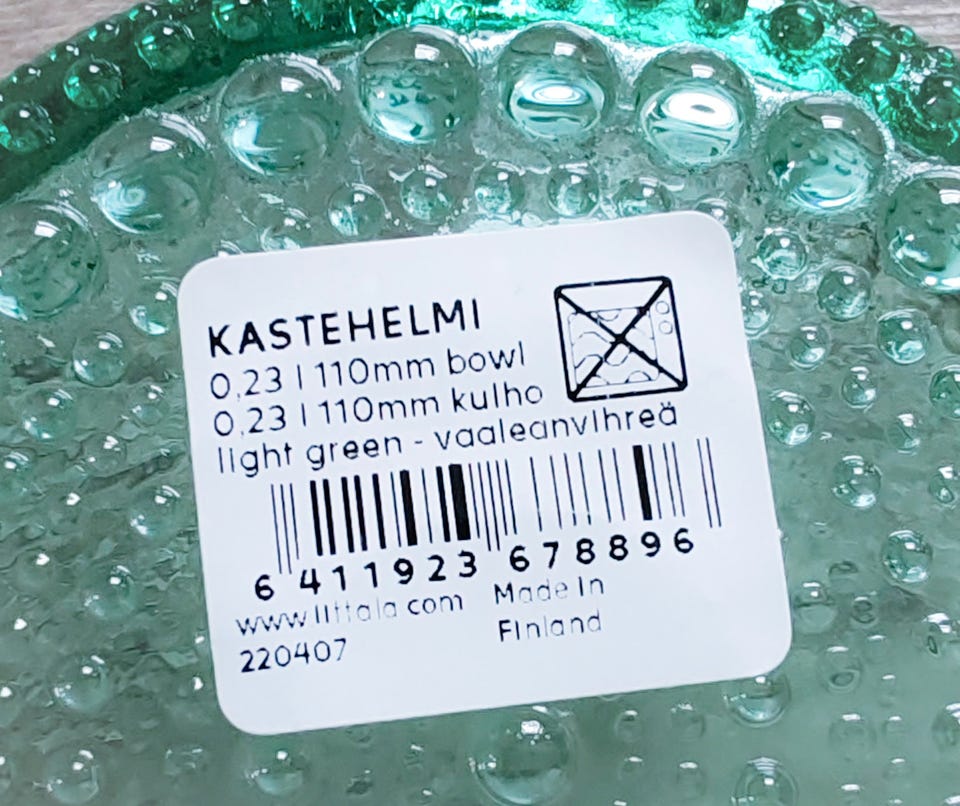 KASTEHELMI
0,23 l 110mm bowl
0,23 l 110mm kulho
light green - vaaleanvihreä
6 411923 678896
www.iittala.com
Made in
Finland
220407